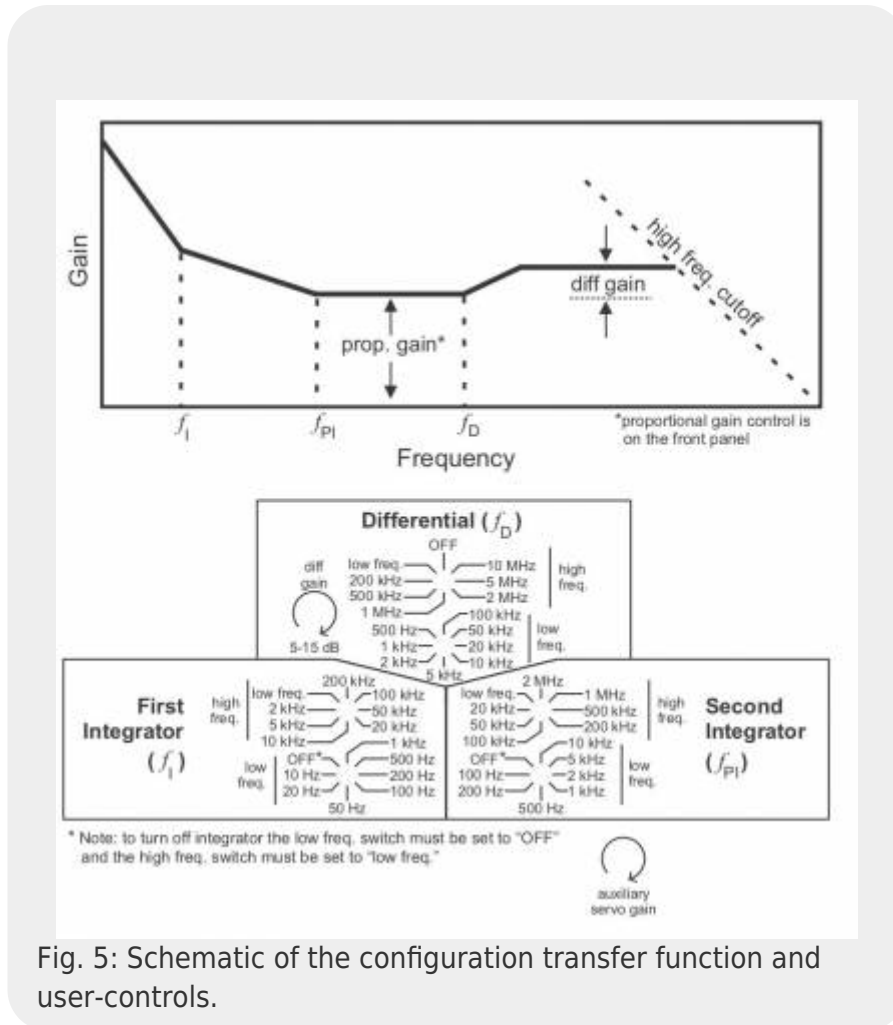 Gain
high freq. cutoff
diff gain
prop. gain*
f_I
f_PI
f_D
*proportional gain control is
on the front panel
Frequency
Differential (f_D)
OFF
diff
gain
5-15 dB
low freq.
200 kHz
500 kHz
1 MHz
10 MHz
5 MHz
2 MHz
high
freq.
500 Hz
1 kHz
2 kHz
5 kHz
100 kHz
50 kHz
20 kHz
10 kHz
low
freq.
First
Integrator
(f_I)
high
freq.
200 kHz
low freq.
2 kHz
5 kHz
10 kHz
100 kHz
50 kHz
20 kHz
low
freq.
OFF*
10 Hz
20 Hz
50 Hz
1 kHz
500 Hz
200 Hz
100 Hz
2 MHz
low freq.
20 kHz
50 kHz
100 kHz
1 MHz
500 kHz
200 kHz
high
freq.
OFF*
100 Hz
200 Hz
500 Hz
10 kHz
5 kHz
2 kHz
1 kHz
low
freq.
Second
Integrator
(f_PI)
* Note: to turn off integrator the low freq. switch must be set to "OFF"
and the high freq. switch must be set to "low freq."
auxiliary
servo gain
Fig. 5: Schematic of the configuration transfer function and
user-controls.